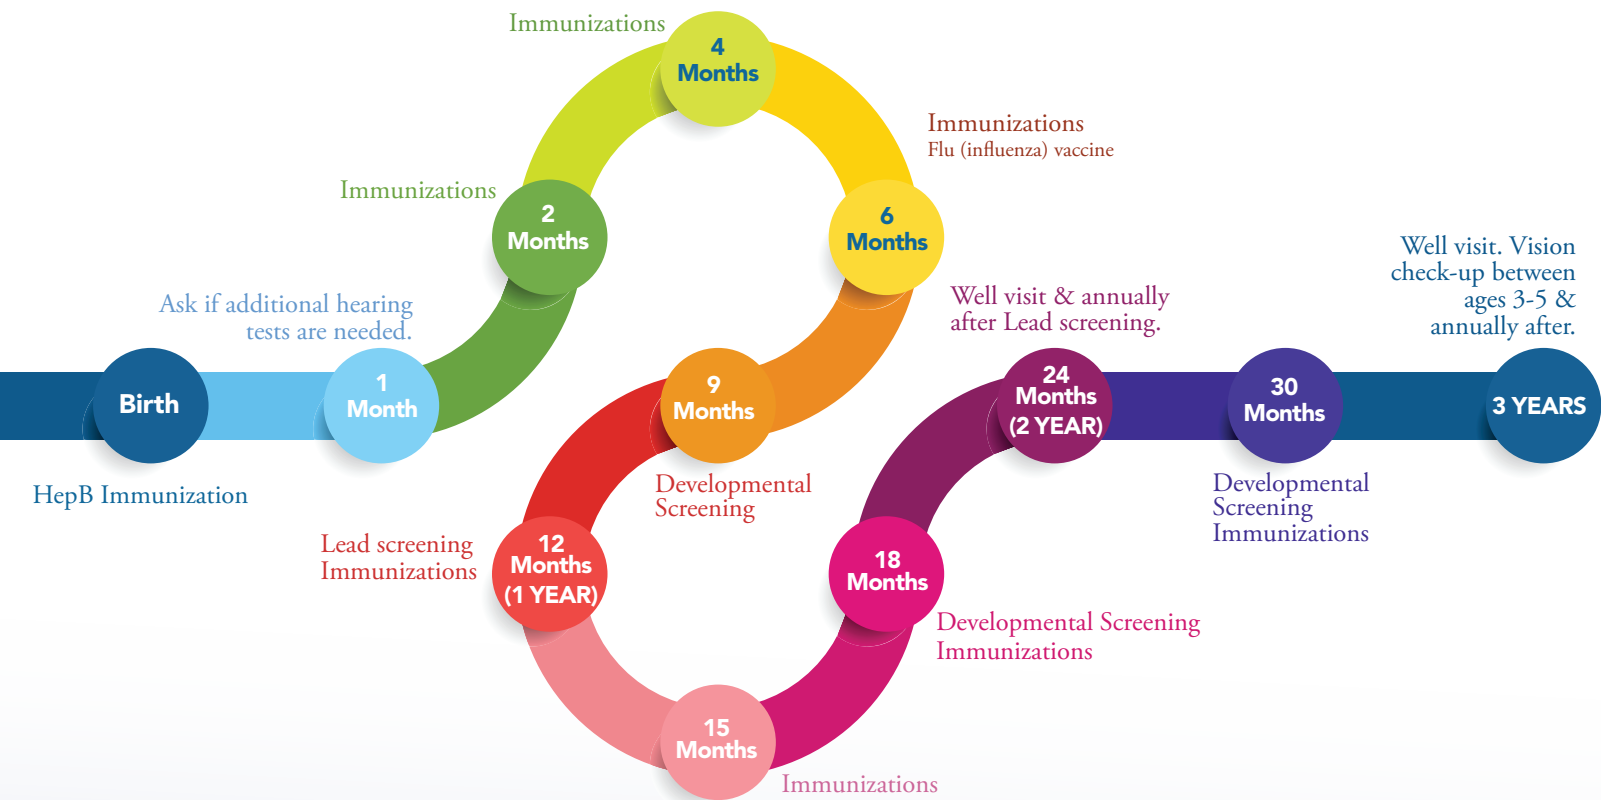 Birth
HepB Immunization
1
Month
Ask if additional hearing
tests are needed.
2
Months
Immunizations
4
Months
Immunizations
6
Months
Immunizations
Flu (influenza) vaccine
9
Months
Developmental
Screening
12
Months
(1 YEAR)
Lead screening
Immunizations
15
Months
Immunizations
18
Months
Developmental Screening
Immunizations
24
Months
(2 YEAR)
Well visit & annually
after Lead screening.
30
Months
Developmental
Screening
Immunizations
3 YEARS
Well visit. Vision
check-up between
ages 3-5 &
annually after.